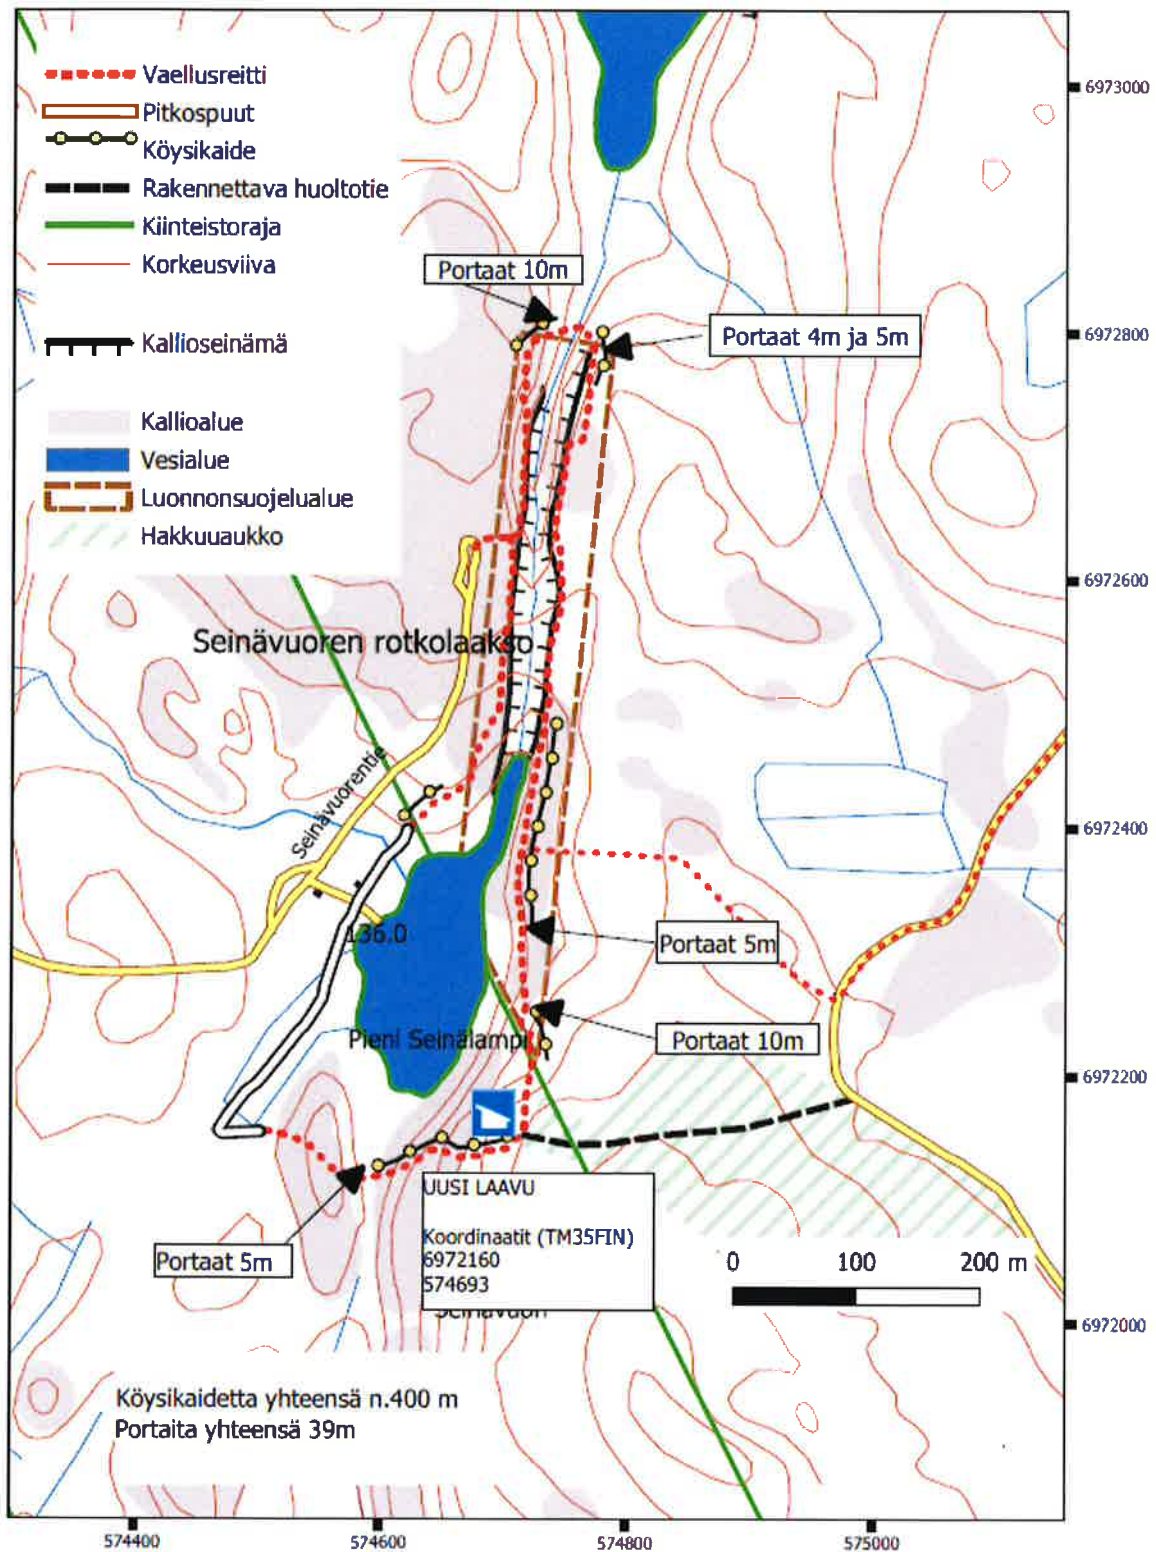 Vaellusreitti
Pitkospuut
Köysikaide
Rakennettava huoltotie
Kiinteistoraja
Korkeusviiva
Kallioseinämä
Kallioalue
Vesialue
Luonnonsuojelualue
Hakkuuaukko
6973000
Portaat 10m
Portaat 4m ja 5m
6972800
6972600
Seinävuoren rotkolaakso
Seinävuorentie
6972400
136.0
Portaat 5m
Pieni Seinälampi
Portaat 10m
6972200
UUSI LAAVU
Koordinaatit (TM35FIN)
6972160
574693
Portaat 5m
0 100 200 m
Seinävuori
6972000
Köysikaidetta yhteensä n.400 m
Portaita yhteensä 39m
574400 574600 574800 575000